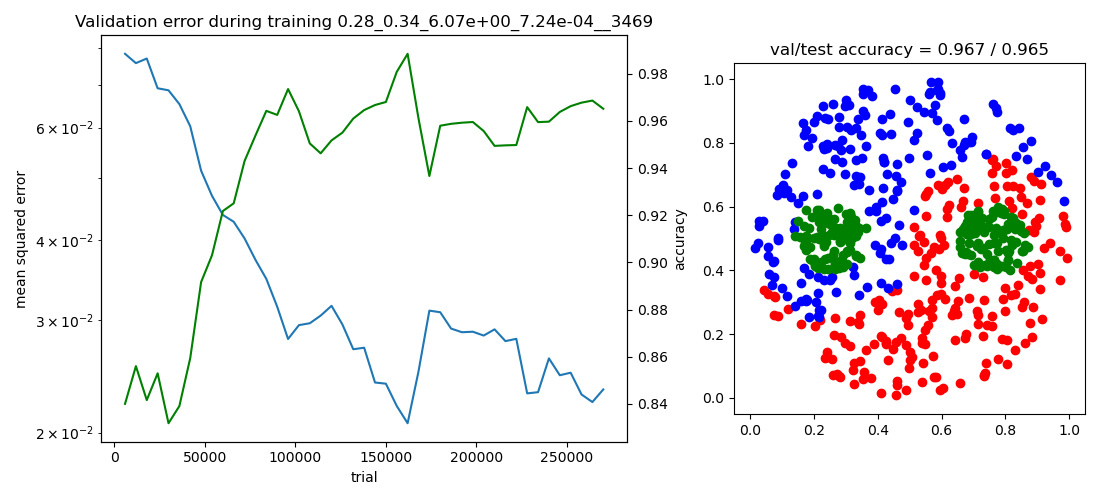 Validation error during training 0.28_0.34_6.07e+00_7.24e-04__3469
mean squared error
6 × 10⁻²
4 × 10⁻²
3 × 10⁻²
2 × 10⁻²
0 50000 100000 150000 200000 250000
trial
0.98
0.96
0.94
0.92
0.90
0.88
0.86
0.84
accuracy
val/test accuracy = 0.967 / 0.965
1.0
0.8
0.6
0.4
0.2
0.0
0.0 0.2 0.4 0.6 0.8 1.0